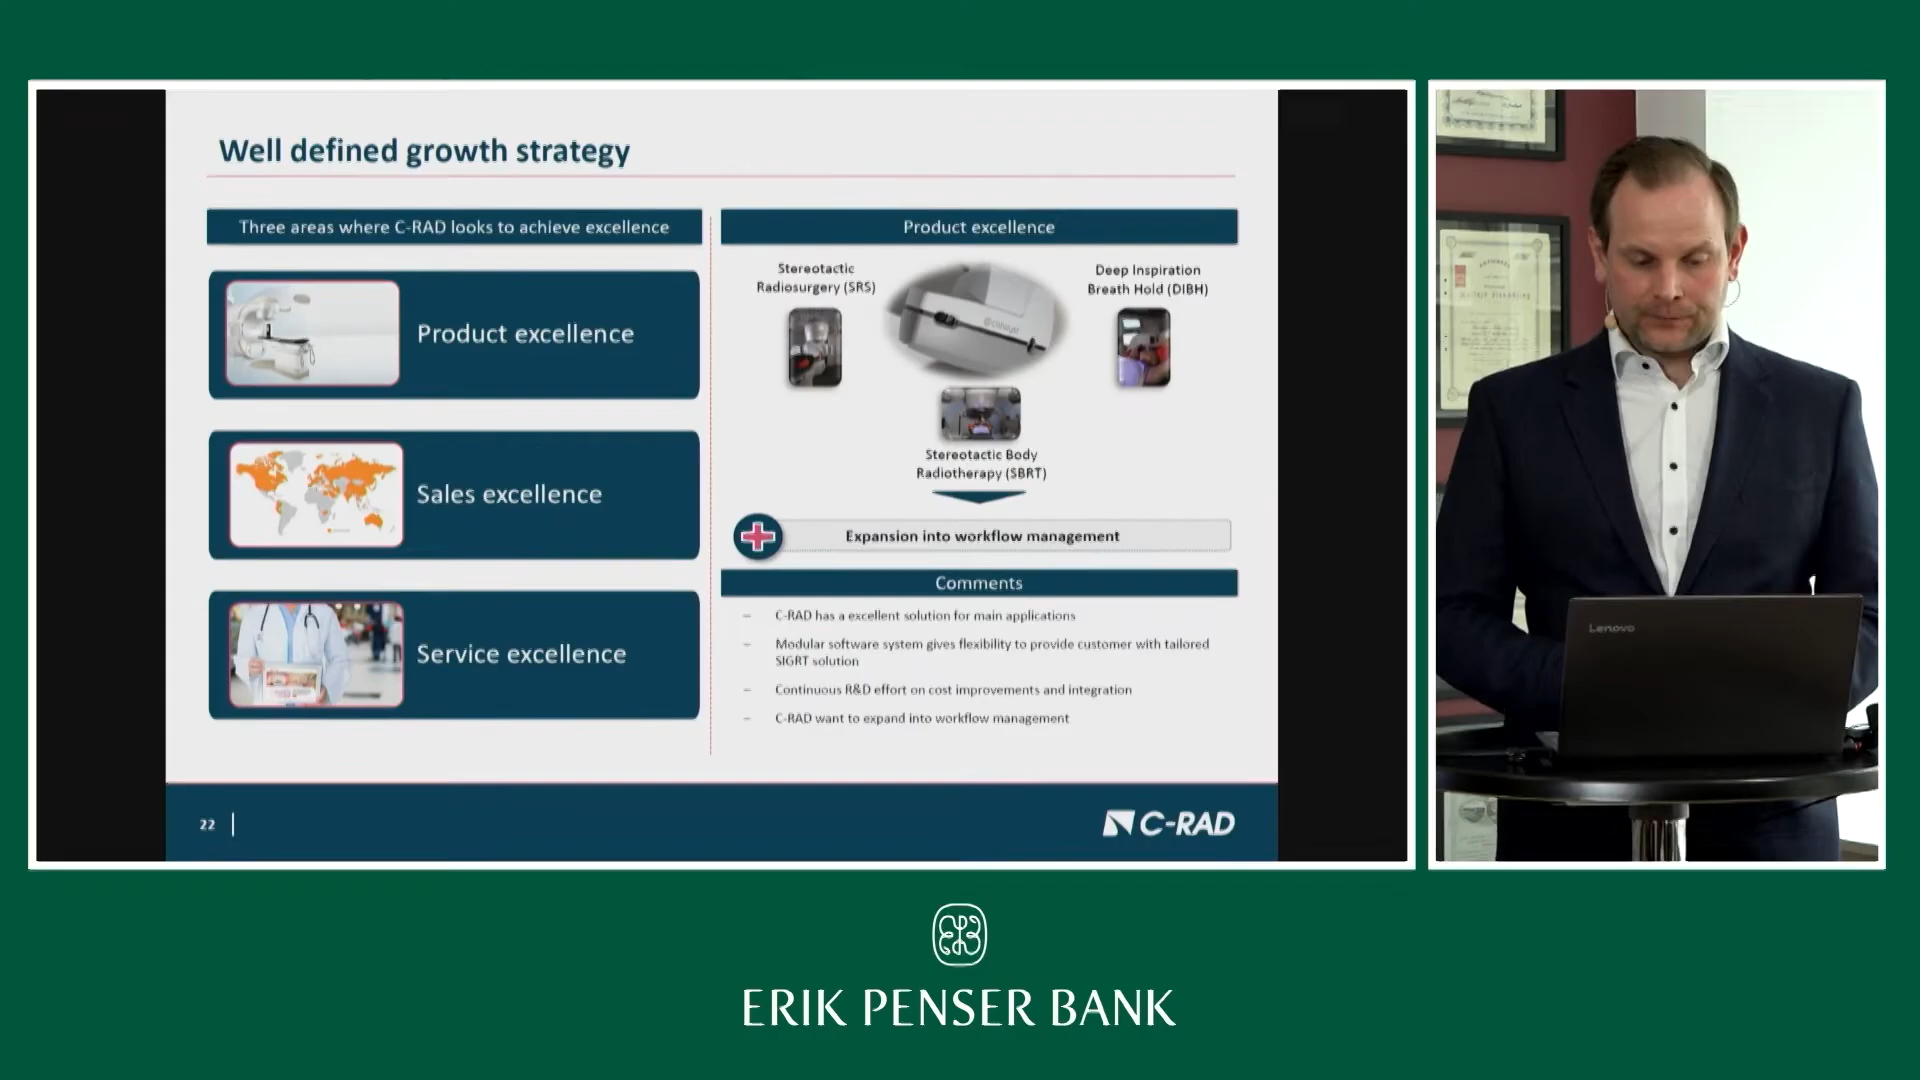 Well defined growth strategy
Three areas where C-RAD looks to achieve excellence
Product excellence
Sales excellence
Service excellence
Product excellence
Stereotactic
Radiosurgery (SRS)
Deep Inspiration
Breath Hold (DIBH)
Stereotactic Body
Radiotherapy (SBRT)
Expansion into workflow management
Comments
– C-RAD has a excellent solution for main applications
– Modular software system gives flexibility to provide customer with tailored
SIGRT solution
– Continuous R&D effort on cost improvements and integration
– C-RAD want to expand into workflow management
22
C-RAD
Lenovo
ERIK PENSER BANK